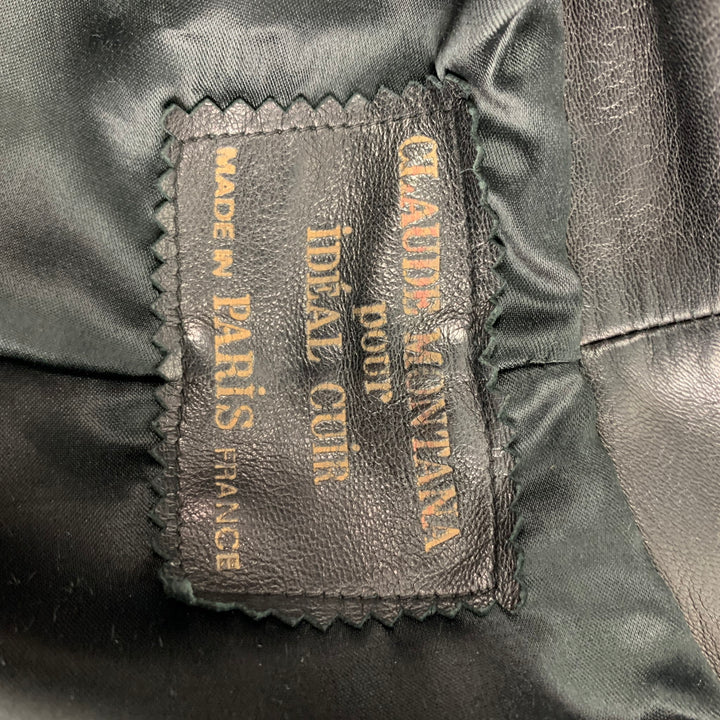 CLAUDE MONTANA
pour
iDÉAL CUiR
MADE iN PARiS FRANCE